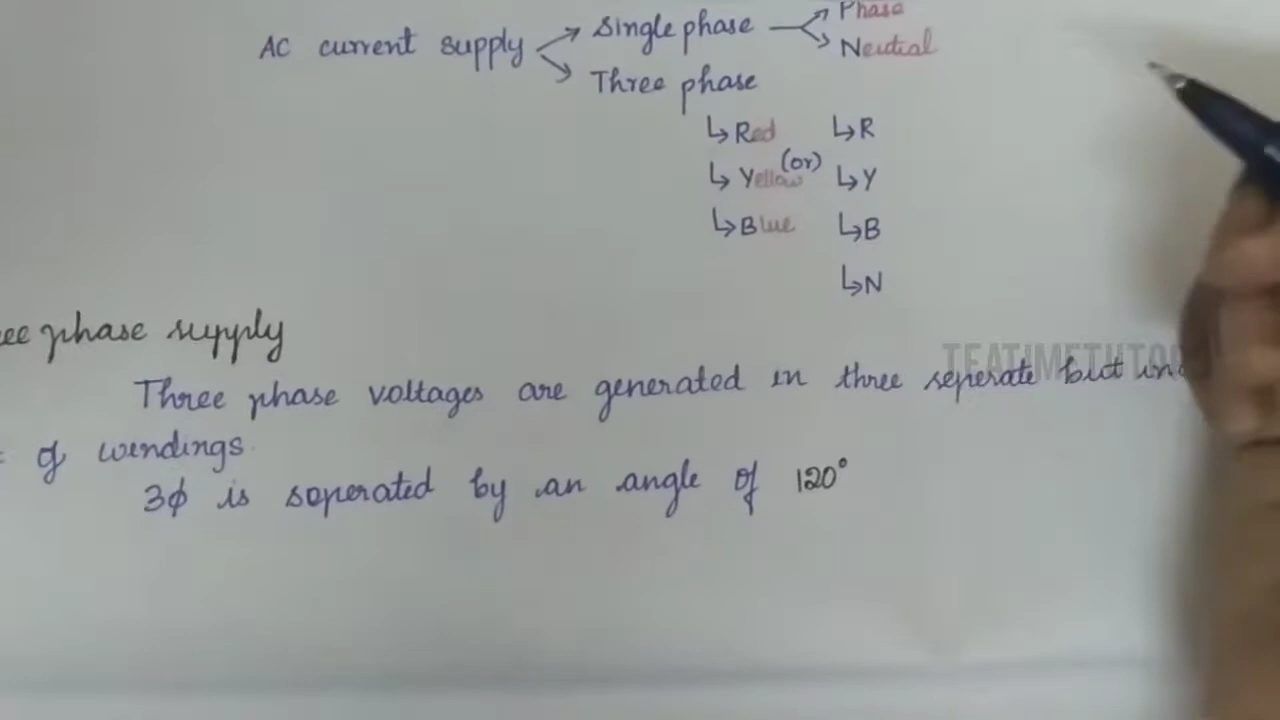 AC current supply
Single phase
Phase
Neutral
Three phase
Red
R
Yellow
(or)
Y
Blue
B
N
phase supply
Three phase voltages are generated in three seperate but
of windings.
3ϕ is seperated by an angle of 120°